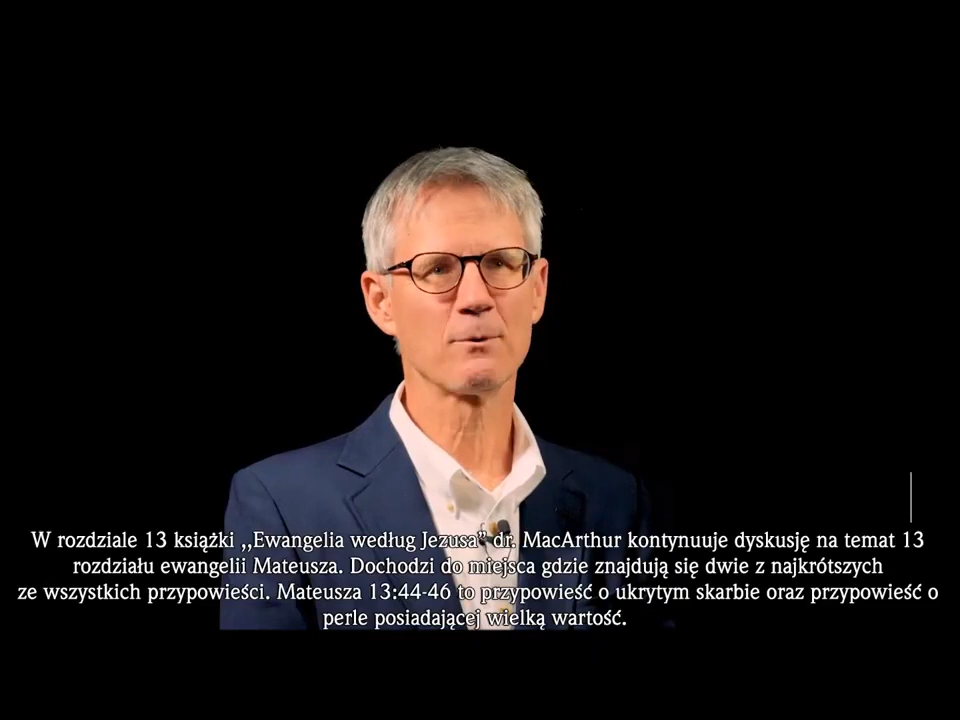 W rozdziale 13 książki ,,Ewangelia według Jezusa” dr. MacArthur kontynuuje dyskusję na temat 13
rozdziału ewangelii Mateusza. Dochodzi do miejsca gdzie znajdują się dwie z najkrótszych
ze wszystkich przypowieści. Mateusza 13:44-46 to przypowieść o ukrytym skarbie oraz przypowieść o
perle posiadającej wielką wartość.